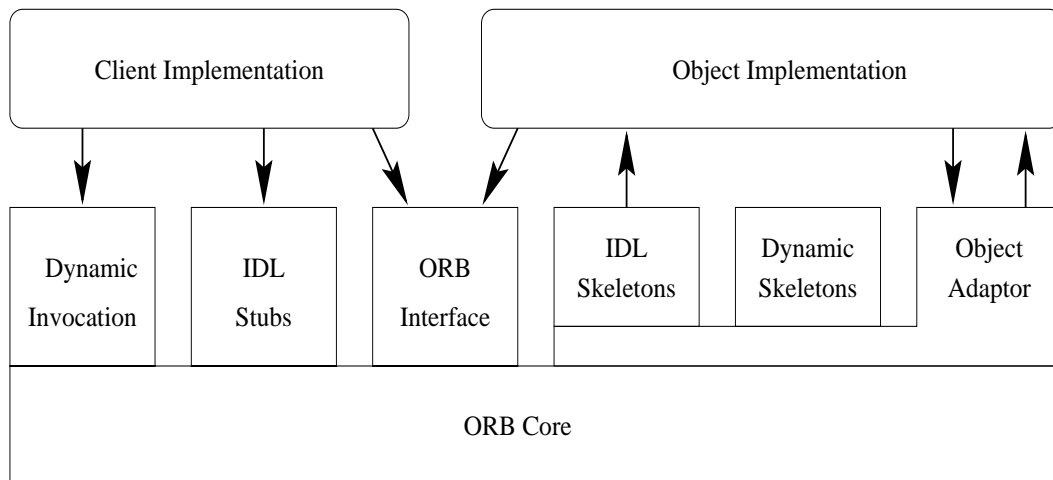 Client Implementation
Object Implementation
Dynamic
Invocation
IDL
Stubs
ORB
Interface
IDL
Skeletons
Dynamic
Skeletons
Object
Adaptor
ORB Core